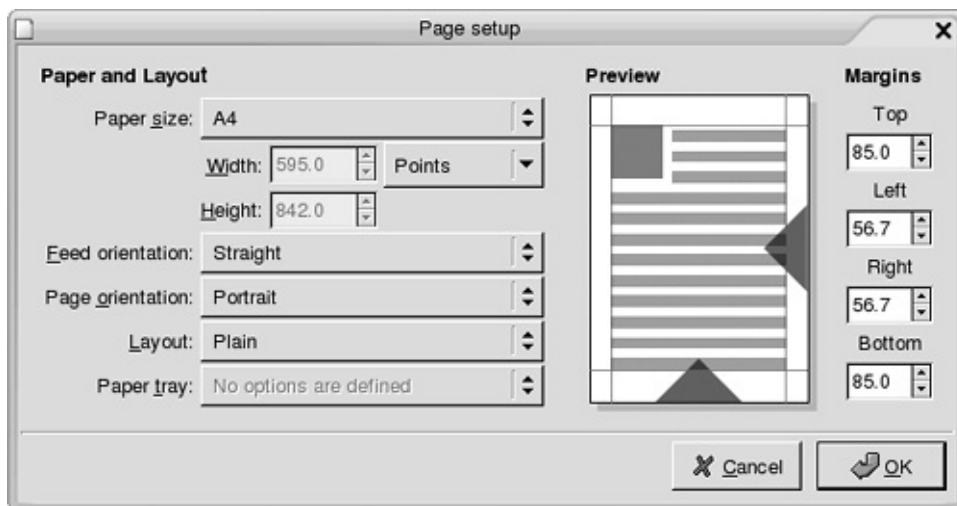 Page setup
Paper and Layout
Paper size: A4
Width: 595.0 Points
Height: 842.0
Feed orientation: Straight
Page orientation: Portrait
Layout: Plain
Paper tray: No options are defined
Preview
Margins
Top
85.0
Left
56.7
Right
56.7
Bottom
85.0
Cancel
OK